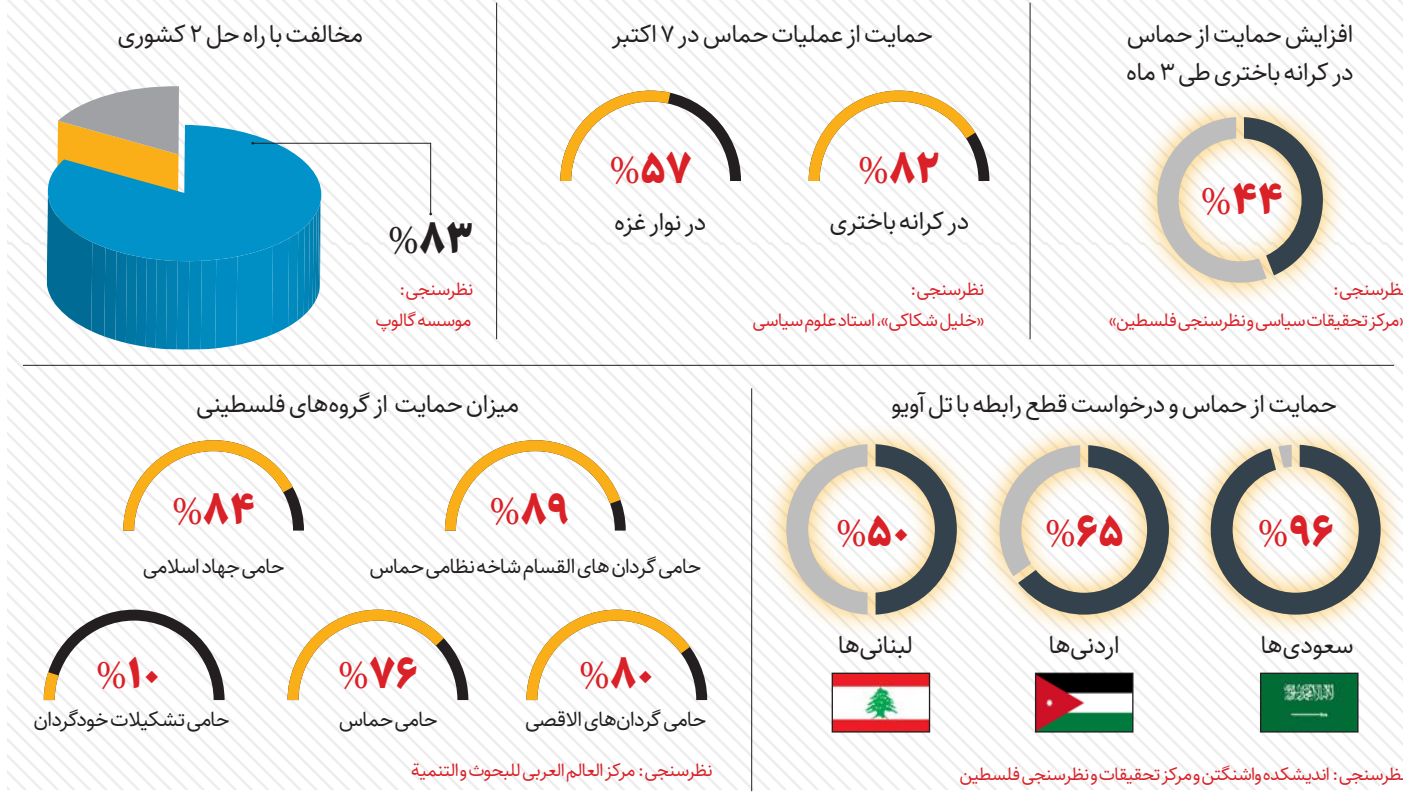 افزایش حمایت از حماس
در کرانه باختری طی ۳ ماه
%۴۴
نظرسنجی:
«مرکز تحقیقات سیاسی و نظرسنجی فلسطین»
حمایت از عملیات حماس در ۷ اکتبر
%۸۲
در کرانه باختری
%۵۷
در نوار غزه
نظرسنجی:
«خلیل شکاکی»، استاد علوم سیاسی
مخالفت با راه حل ۲ کشوری
%۸۳
نظرسنجی:
موسسه گالوپ
حمایت از حماس و درخواست قطع رابطه با تل آویو
%۹۶
سعودی‌ها
%۶۵
اردنی‌ها
%۵۰
لبنانی‌ها
نظرسنجی: اندیشکده واشنگتن و مرکز تحقیقات و نظرسنجی فلسطین
میزان حمایت از گروه‌های فلسطینی
%۸۹
حامی گردان های القسام شاخه نظامی حماس
%۸۴
حامی جهاد اسلامی
%۸۰
حامی گردان‌های الاقصی
%۷۶
حامی حماس
%۱۰
حامی تشکیلات خودگردان
نظرسنجی: مرکز العالم العربی للبحوث والتنمیة